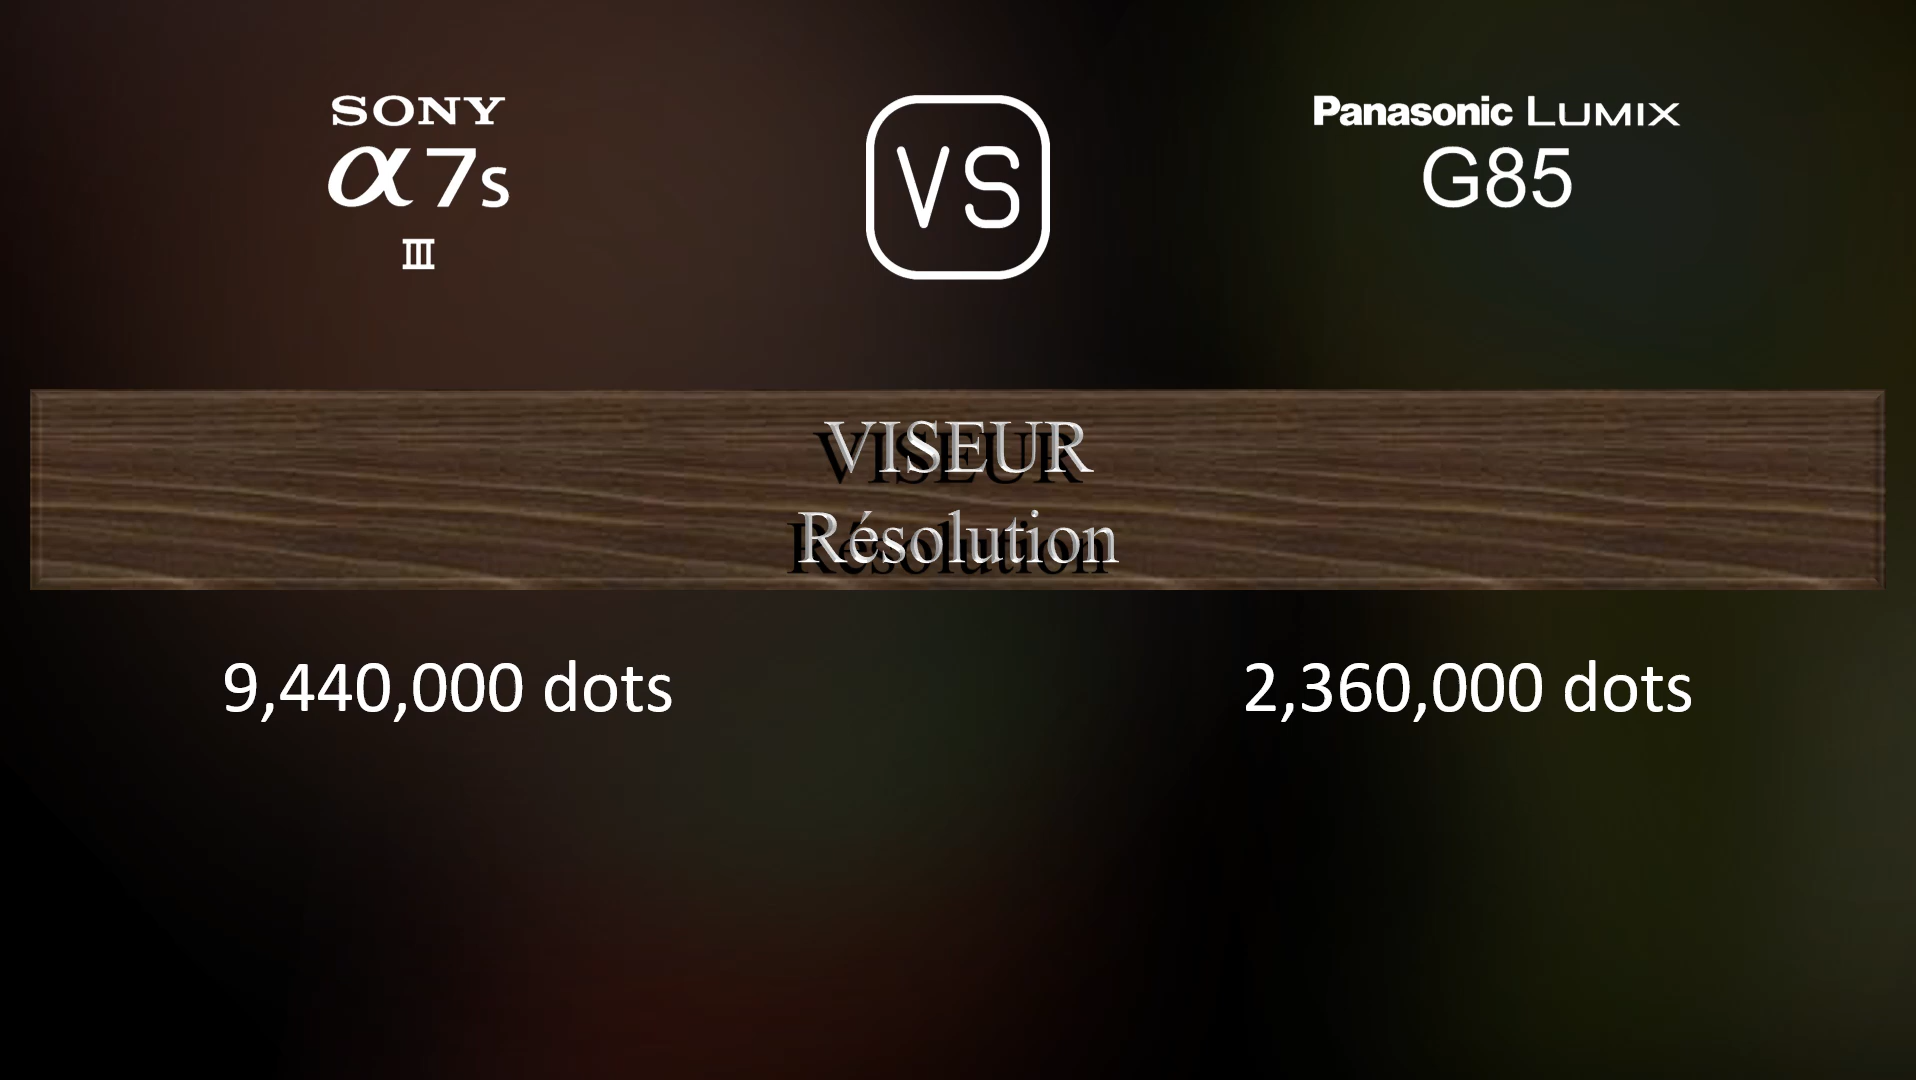 SONY
α7s
III
VS
Panasonic LUMIX
G85
VISEUR
Résolution
9,440,000 dots
2,360,000 dots